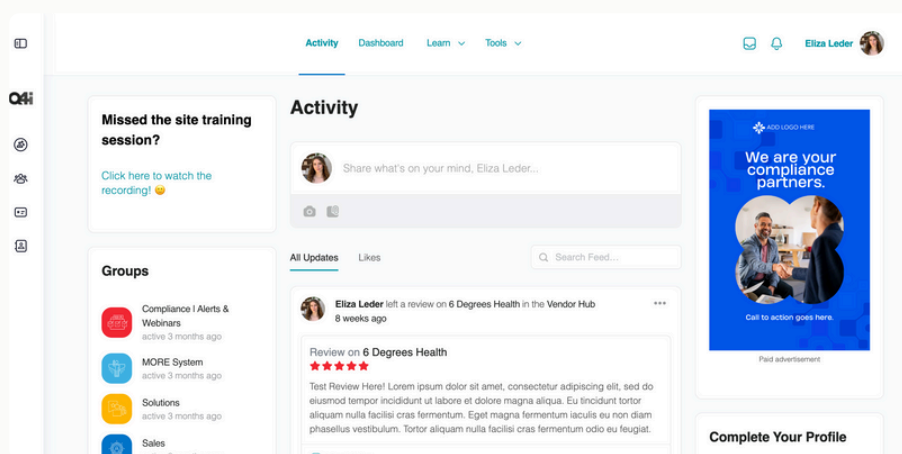 Activity
Dashboard
Learn
Tools
Eliza Leder
Q4i
Missed the site training
session?
Click here to watch the
recording!
Groups
Compliance | Alerts &
Webinars
active 3 months ago
MORE System
active 3 months ago
Solutions
active 3 months ago
Sales
Activity
Share what's on your mind, Eliza Leder...
All Updates
Likes
Search Feed...
Eliza Leder left a review on 6 Degrees Health in the Vendor Hub
8 weeks ago
Review on 6 Degrees Health
Test Review Here! Lorem ipsum dolor sit amet, consectetur adipiscing elit, sed do
eiusmod tempor incididunt ut labore et dolore magna aliqua. Eu tincidunt tortor
aliquam nulla facilisi cras fermentum. Eget magna fermentum iaculis eu non diam
phasellus vestibulum. Tortor aliquam nulla facilisi cras fermentum odio eu feugiat.
ADD LOGO HERE
We are your
compliance
partners.
Call to action goes here.
Paid advertisement
Complete Your Profile